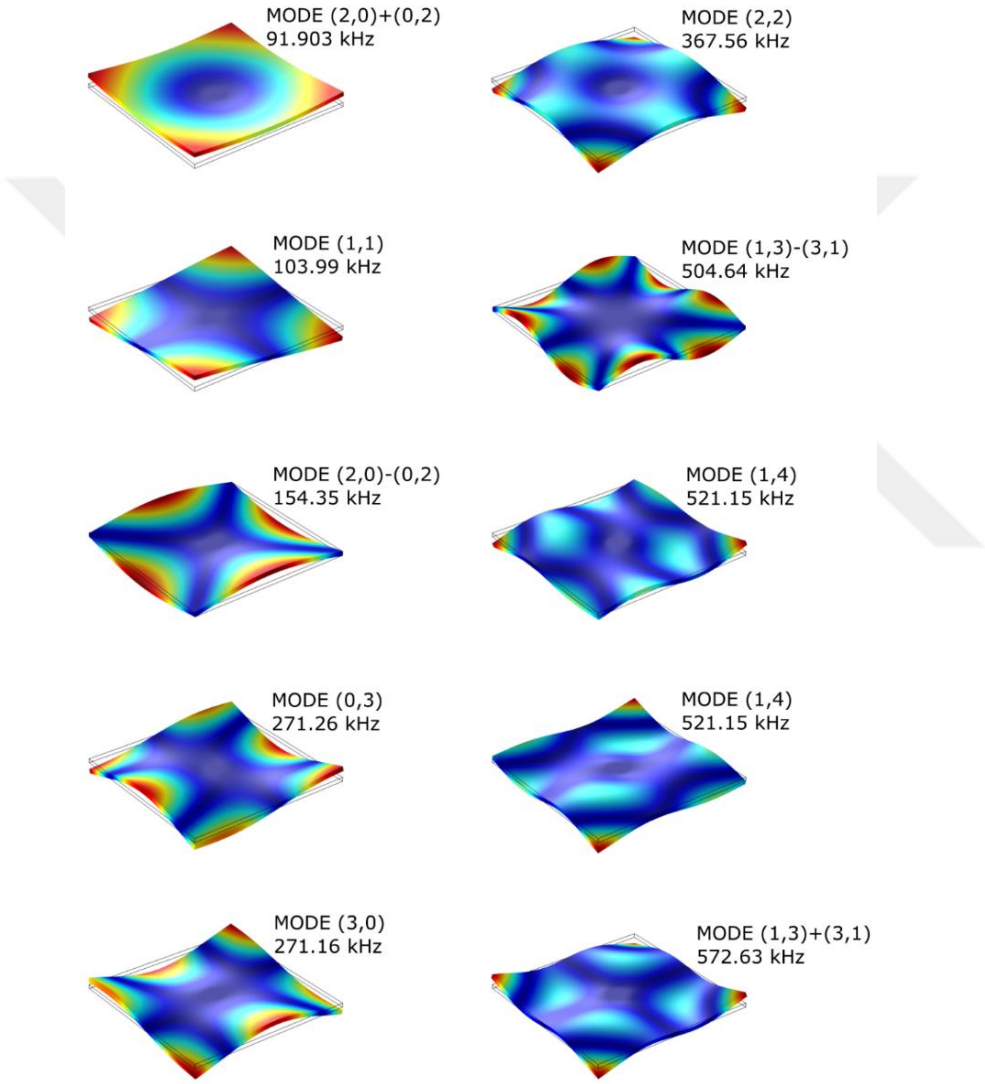 MODE (2,0)+(0,2)
91.903 kHz
MODE (1,1)
103.99 kHz
MODE (2,0)-(0,2)
154.35 kHz
MODE (0,3)
271.26 kHz
MODE (3,0)
271.16 kHz
MODE (2,2)
367.56 kHz
MODE (1,3)-(3,1)
504.64 kHz
MODE (1,4)
521.15 kHz
MODE (1,4)
521.15 kHz
MODE (1,3)+(3,1)
572.63 kHz